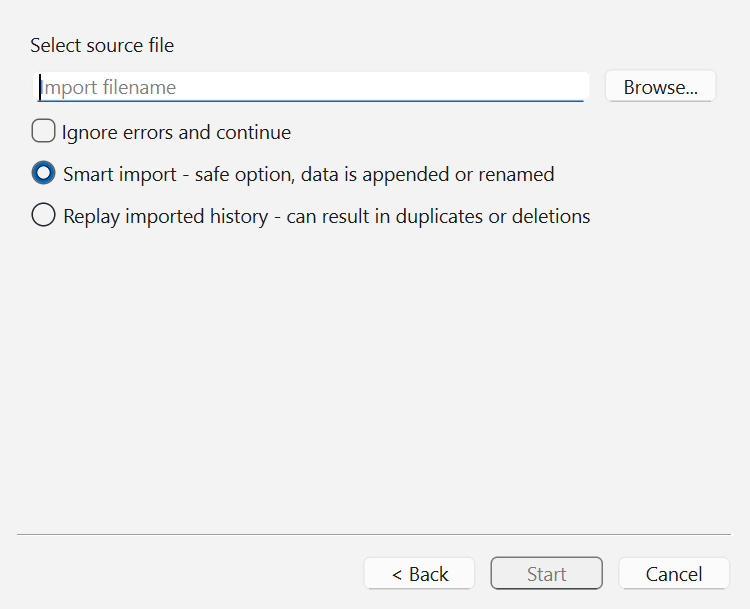 Select source file
Import filename
Browse...
Ignore errors and continue
Smart import - safe option, data is appended or renamed
Replay imported history - can result in duplicates or deletions
< Back
Start
Cancel